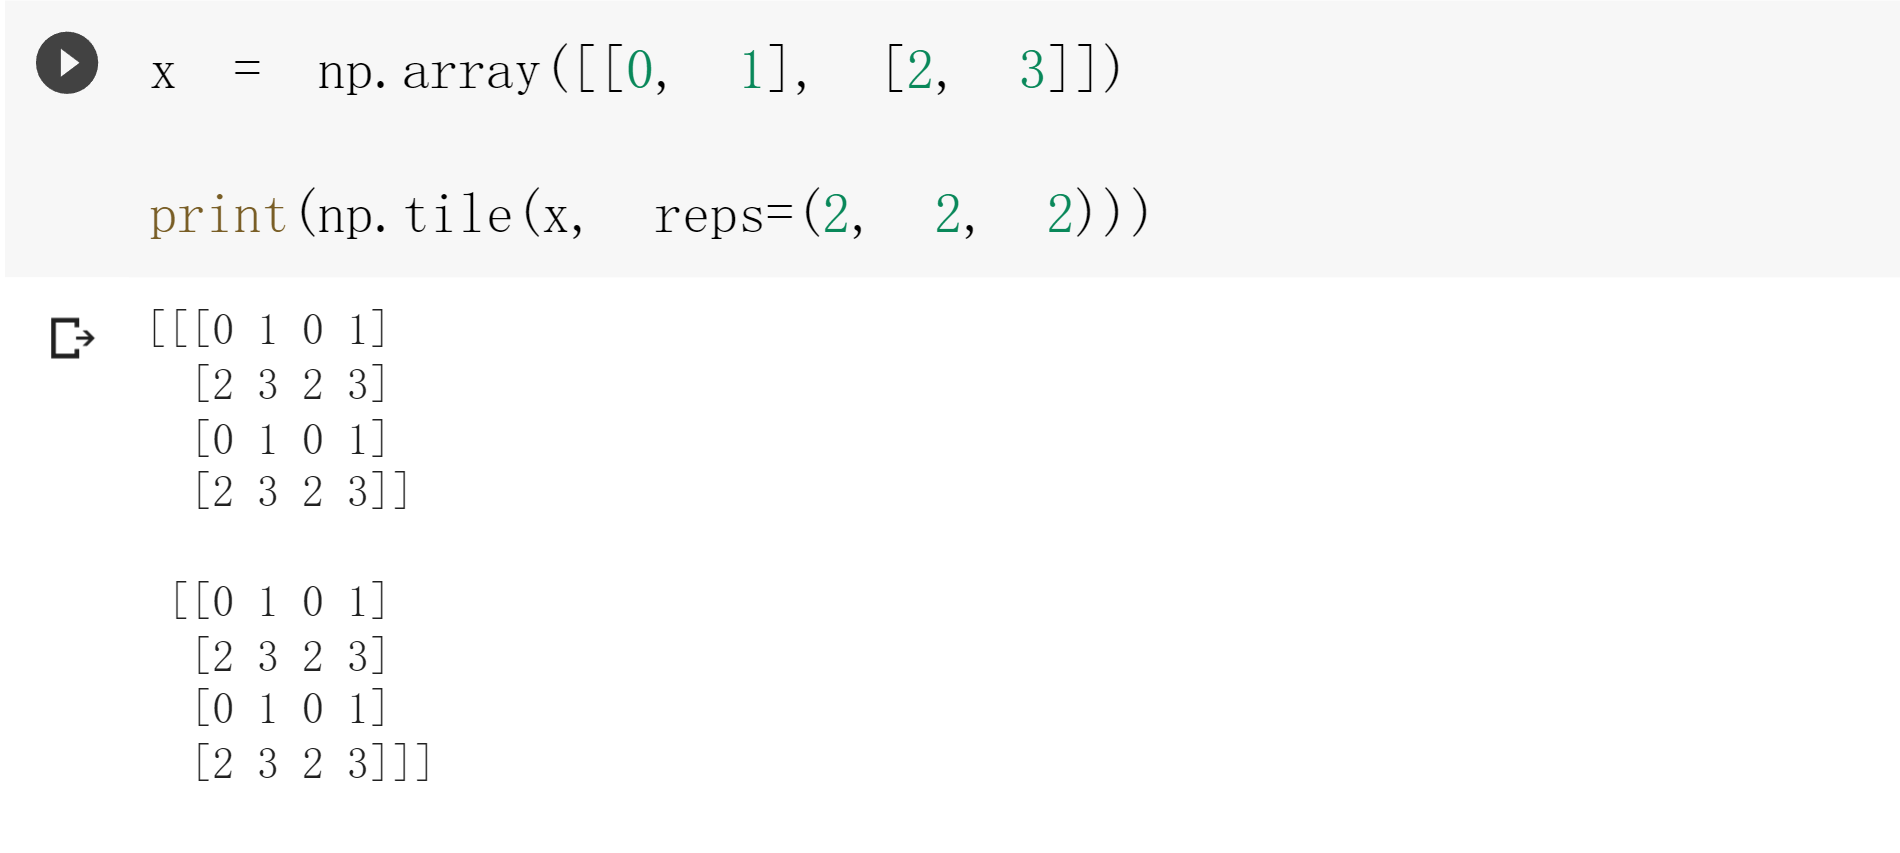 x = np.array([[0, 1], [2, 3]])
print(np.tile(x, reps=(2, 2, 2)))
[[[0 1 0 1]
[2 3 2 3]
[0 1 0 1]
[2 3 2 3]]
[[0 1 0 1]
[2 3 2 3]
[0 1 0 1]
[2 3 2 3]]]